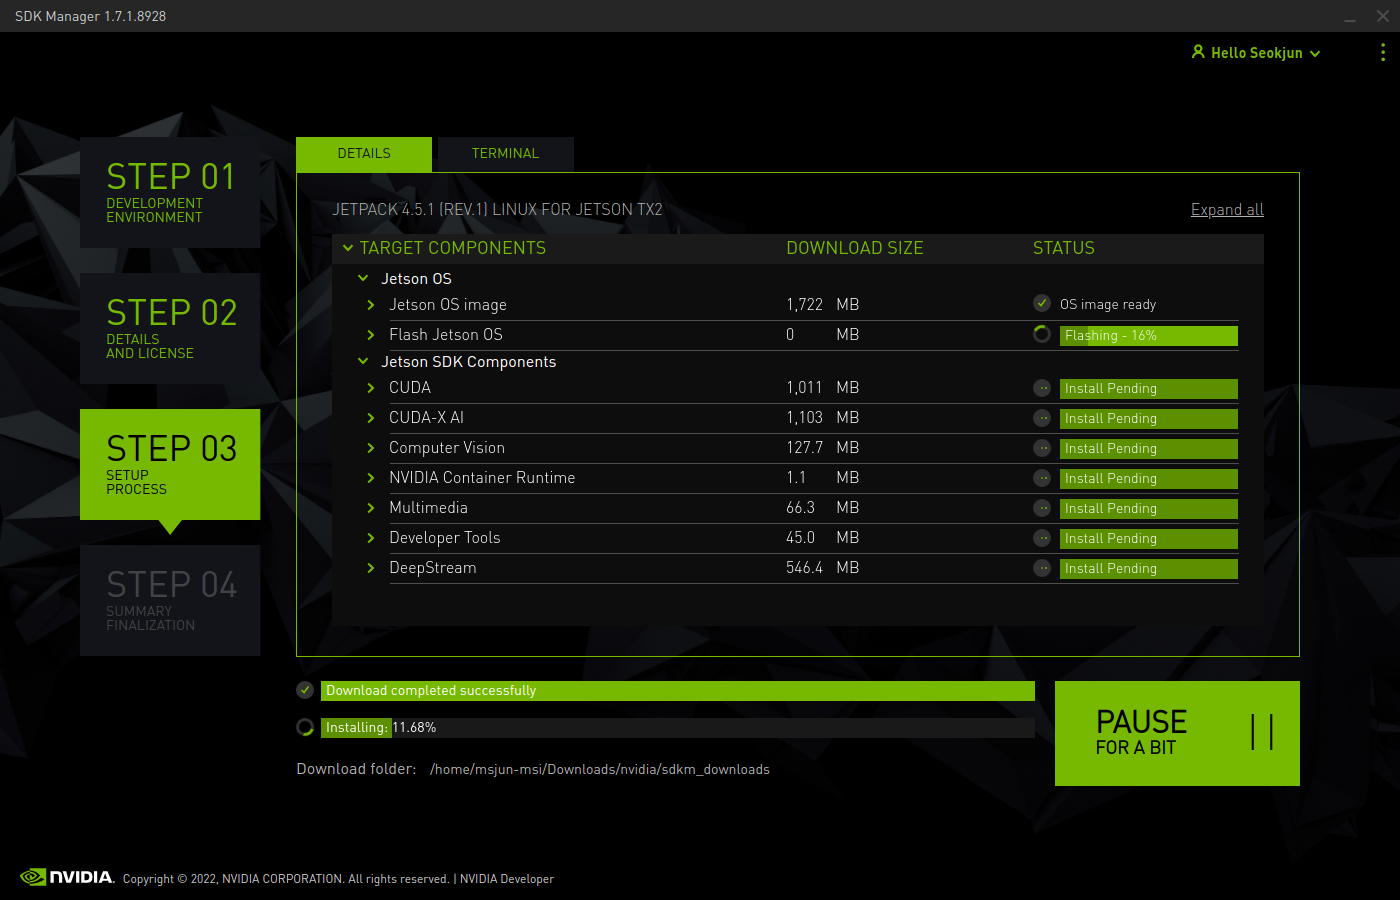 SDK Manager 1.7.1.8928
Hello Seokjun
STEP 01
DEVELOPMENT
ENVIRONMENT
STEP 02
DETAILS
AND LICENSE
STEP 03
SETUP
PROCESS
STEP 04
SUMMARY
FINALIZATION
DETAILS TERMINAL
JETPACK 4.5.1 (REV.1) LINUX FOR JETSON TX2 Expand all
TARGET COMPONENTS DOWNLOAD SIZE STATUS
Jetson OS
Jetson OS image 1,722 MB OS image ready
Flash Jetson OS 0 MB Flashing - 16%
Jetson SDK Components
CUDA 1,011 MB Install Pending
CUDA-X AI 1,103 MB Install Pending
Computer Vision 127.7 MB Install Pending
NVIDIA Container Runtime 1.1 MB Install Pending
Multimedia 66.3 MB Install Pending
Developer Tools 45.0 MB Install Pending
DeepStream 546.4 MB Install Pending
Download completed successfully
Installing: 11.68%
Download folder: /home/msjun-msi/Downloads/nvidia/sdkm_downloads
PAUSE
FOR A BIT
NVIDIA. Copyright © 2022, NVIDIA CORPORATION. All rights reserved. | NVIDIA Developer